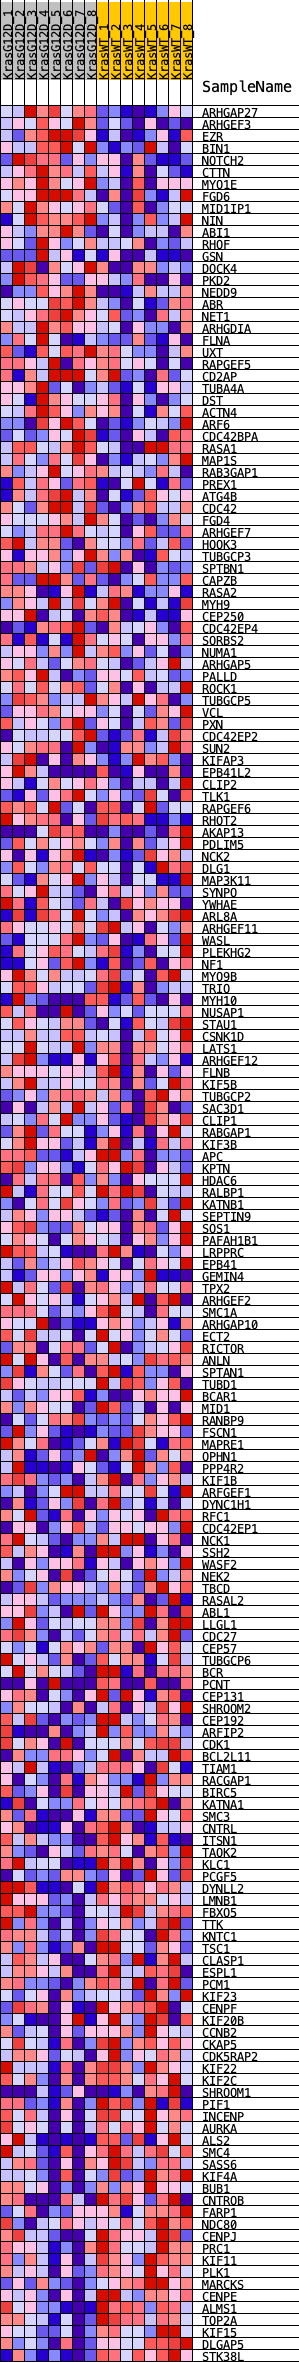 KrasG12D_1
KrasG12D_2
KrasG12D_3
KrasG12D_4
KrasG12D_5
KrasG12D_6
KrasG12D_7
KrasG12D_8
KrasWT_1
KrasWT_2
KrasWT_3
KrasWT_4
KrasWT_5
KrasWT_6
KrasWT_7
KrasWT_8
SampleName
ARHGAP27
ARHGEF3
EZR
BIN1
NOTCH2
CTTN
MYO1E
FGD6
MID1IP1
NIN
ABI1
RHOF
GSN
DOCK4
PKD2
NEDD9
ABR
NET1
ARHGDIA
FLNA
UXT
RAPGEF5
CD2AP
TUBA4A
DST
ACTN4
ARF6
CDC42BPA
RASA1
MAP1S
RAB3GAP1
PREX1
ATG4B
CDC42
FGD4
ARHGEF7
HOOK3
TUBGCP3
SPTBN1
CAPZB
RASA2
MYH9
CEP250
CDC42EP4
SORBS2
NUMA1
ARHGAP5
PALLD
ROCK1
TUBGCP5
VCL
PXN
CDC42EP2
SUN2
KIFAP3
EPB41L2
CLIP2
TLK1
RAPGEF6
RHOT2
AKAP13
PDLIM5
NCK2
DLG1
MAP3K11
SYNPO
YWHAE
ARL8A
ARHGEF11
WASL
PLEKHG2
NF1
MYO9B
TRIO
MYH10
NUSAP1
STAU1
CSNK1D
LATS1
ARHGEF12
FLNB
KIF5B
TUBGCP2
SAC3D1
CLIP1
RABGAP1
KIF3B
APC
KPTN
HDAC6
RALBP1
KATNB1
SEPTIN9
SOS1
PAFAH1B1
LRPPRC
EPB41
GEMIN4
TPX2
ARHGEF2
SMC1A
ARHGAP10
ECT2
RICTOR
ANLN
SPTAN1
TUBD1
BCAR1
MID1
RANBP9
FSCN1
MAPRE1
OPHN1
PPP4R2
KIF1B
ARFGEF1
DYNC1H1
RFC1
CDC42EP1
NCK1
SSH2
WASF2
NEK2
TBCD
RASAL2
ABL1
LLGL1
CDC27
CEP57
TUBGCP6
BCR
PCNT
CEP131
SHROOM2
CEP192
ARFIP2
CDK1
BCL2L11
TIAM1
RACGAP1
BIRC5
KATNA1
SMC3
CNTRL
ITSN1
TAOK2
KLC1
PCGF5
DYNLL2
LMNB1
FBXO5
TTK
KNTC1
TSC1
CLASP1
ESPL1
PCM1
KIF23
CENPF
KIF20B
CCNB2
CKAP5
CDK5RAP2
KIF22
KIF2C
SHROOM1
PIF1
INCENP
AURKA
ALS2
SMC4
SASS6
KIF4A
BUB1
CNTROB
FARP1
NDC80
CENPJ
PRC1
KIF11
PLK1
MARCKS
CENPE
ALMS1
TOP2A
KIF15
DLGAP5
STK38L